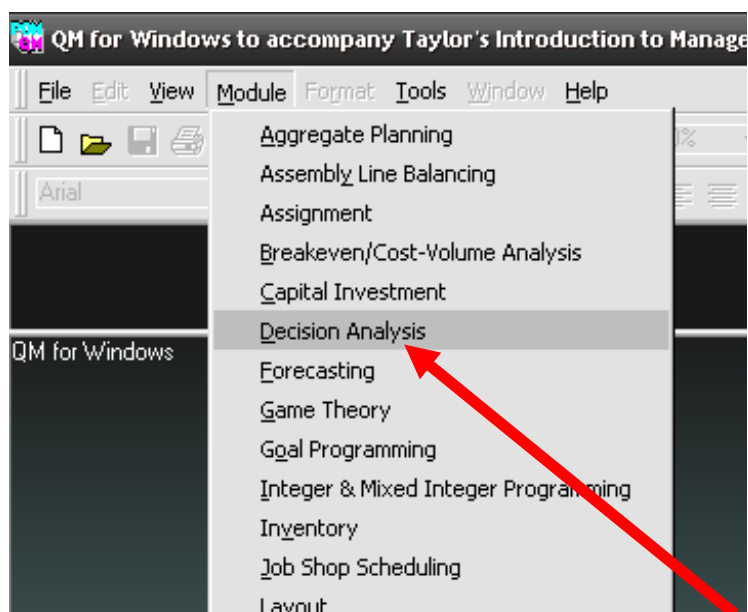 QM for Windows to accompany Taylor's Introduction to
File Edit View Module Format Tools Window Help
Arial
Aggregate Planning
Assembly Line Balancing
Assignment
Breakeven/Cost-Volume Analysis
Capital Investment
Decision Analysis
QM for Windows
Forecasting
Game Theory
Goal Programming
Integer & Mixed Integer Programming
Inventory
Job Shop Scheduling
Layout